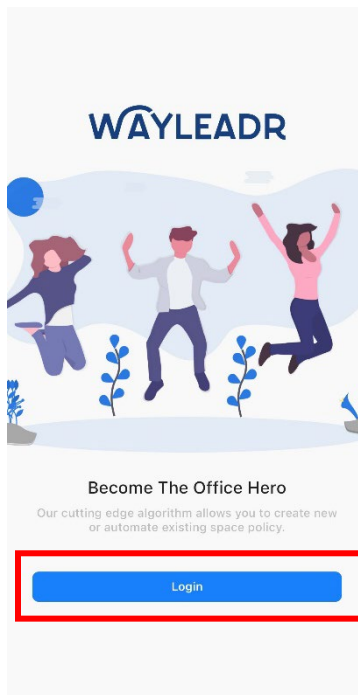 WAYLEADR
Become The Office Hero
Our cutting edge algorithm allows you to create new
or automate existing space policy.
Login